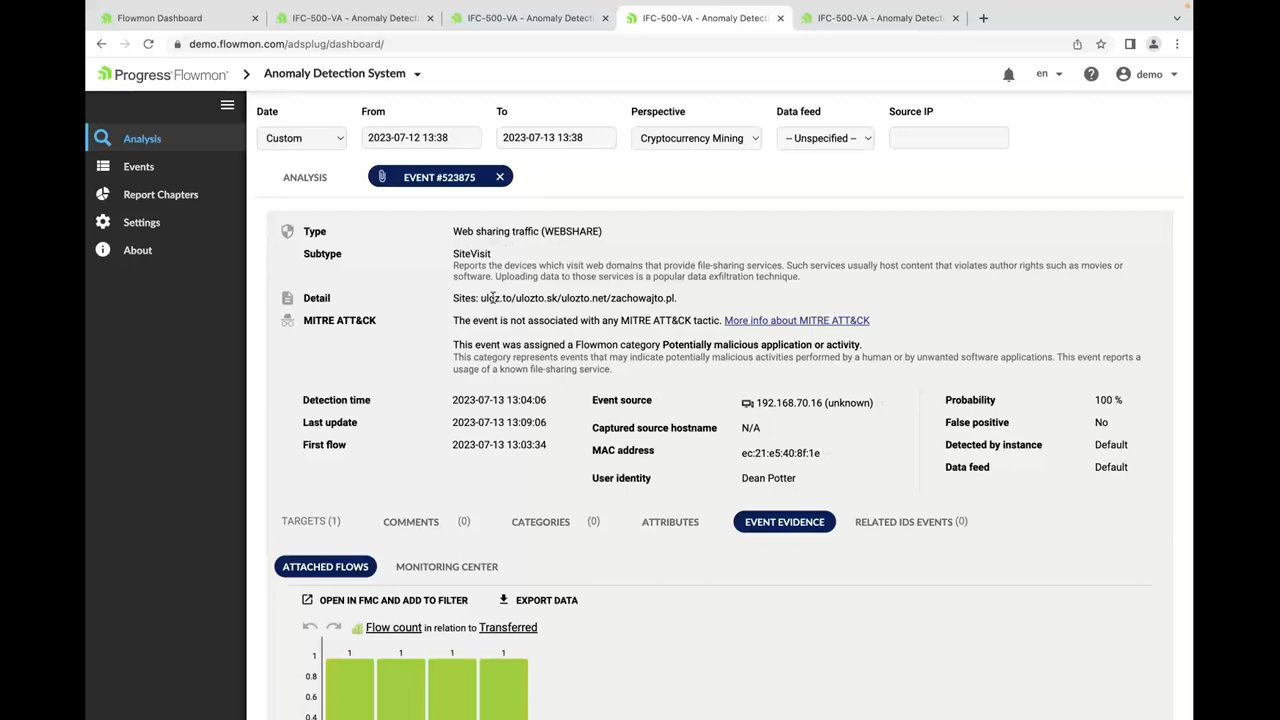 Flowmon Dashboard
IFC-500-VA - Anomaly Detect
IFC-500-VA - Anomaly Detect
IFC-500-VA - Anomaly Detect
IFC-500-VA - Anomaly Detect
demo.flowmon.com/adsplug/dashboard/
Progress Flowmon Anomaly Detection System en demo
Analysis
Events
Report Chapters
Settings
About
Date From To Perspective Data feed Source IP
Custom 2023-07-12 13:38 2023-07-13 13:38 Cryptocurrency Mining -- Unspecified --
ANALYSIS EVENT #523875
Type Web sharing traffic (WEBSHARE)
Subtype SiteVisit
Reports the devices which visit web domains that provide file-sharing services. Such services usually host content that violates author rights such as movies or
software. Uploading data to those services is a popular data exfiltration technique.
Detail Sites: uloz.to/ulozto.sk/ulozto.net/zachowajto.pl.
MITRE ATT&CK The event is not associated with any MITRE ATT&CK tactic. More info about MITRE ATT&CK
This event was assigned a Flowmon category Potentially malicious application or activity.
This category represents events that may indicate potentially malicious activities performed by a human or by unwanted software applications. This event reports a
usage of a known file-sharing service.
Detection time 2023-07-13 13:04:06 Event source 192.168.70.16 (unknown) Probability 100 %
Last update 2023-07-13 13:09:06 Captured source hostname N/A False positive No
First flow 2023-07-13 13:03:34 MAC address ec:21:e5:40:8f:1e Detected by instance Default
User identity Dean Potter Data feed Default
TARGETS (1) COMMENTS (0) CATEGORIES (0) ATTRIBUTES EVENT EVIDENCE RELATED IDS EVENTS (0)
ATTACHED FLOWS MONITORING CENTER
OPEN IN FMC AND ADD TO FILTER EXPORT DATA
Flow count in relation to Transferred
1 1 1 1 1
0.8
0.6
0.4